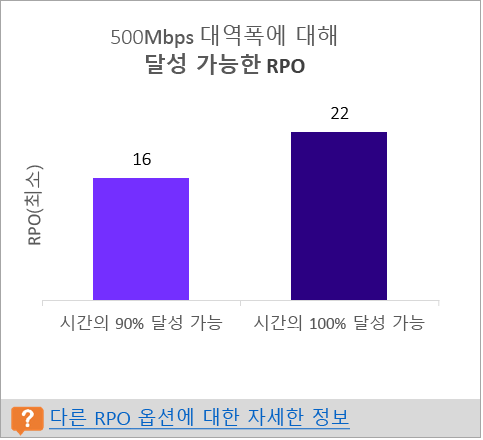 500Mbps 대역폭에 대해
달성 가능한 RPO
22
16
RPO(최소)
시간의 90% 달성 가능
시간의 100% 달성 가능
? 다른 RPO 옵션에 대한 자세한 정보